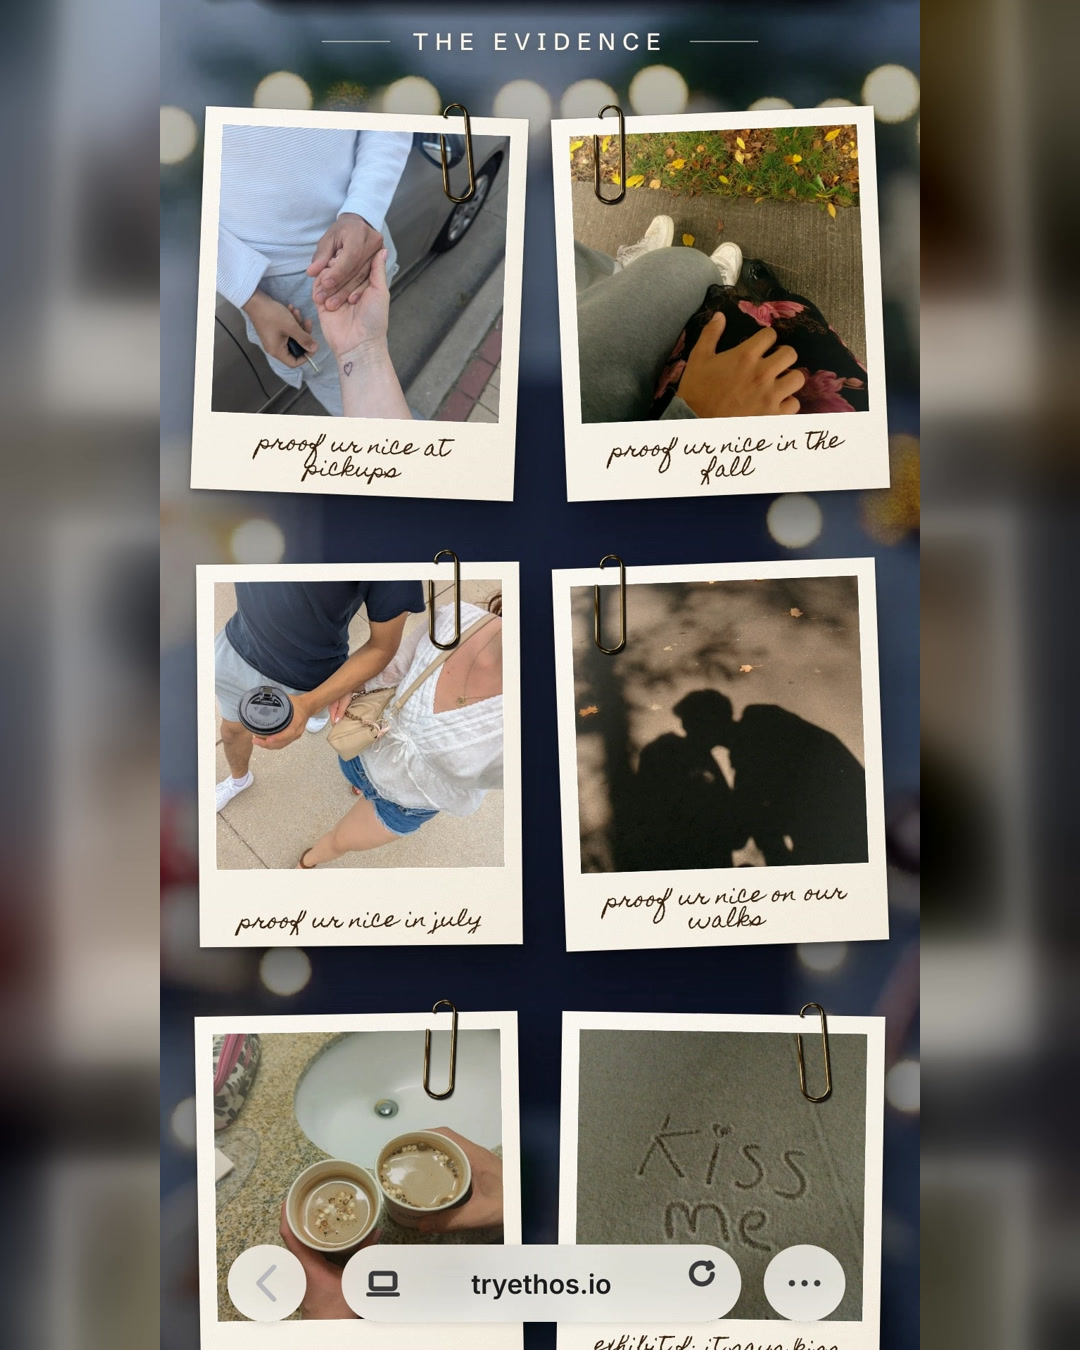 THE EVIDENCE
proof ur nice at
pickups
proof ur nice in the
fall
proof ur nice in july
proof ur nice on our
walks
kiss
me
tryethos.io